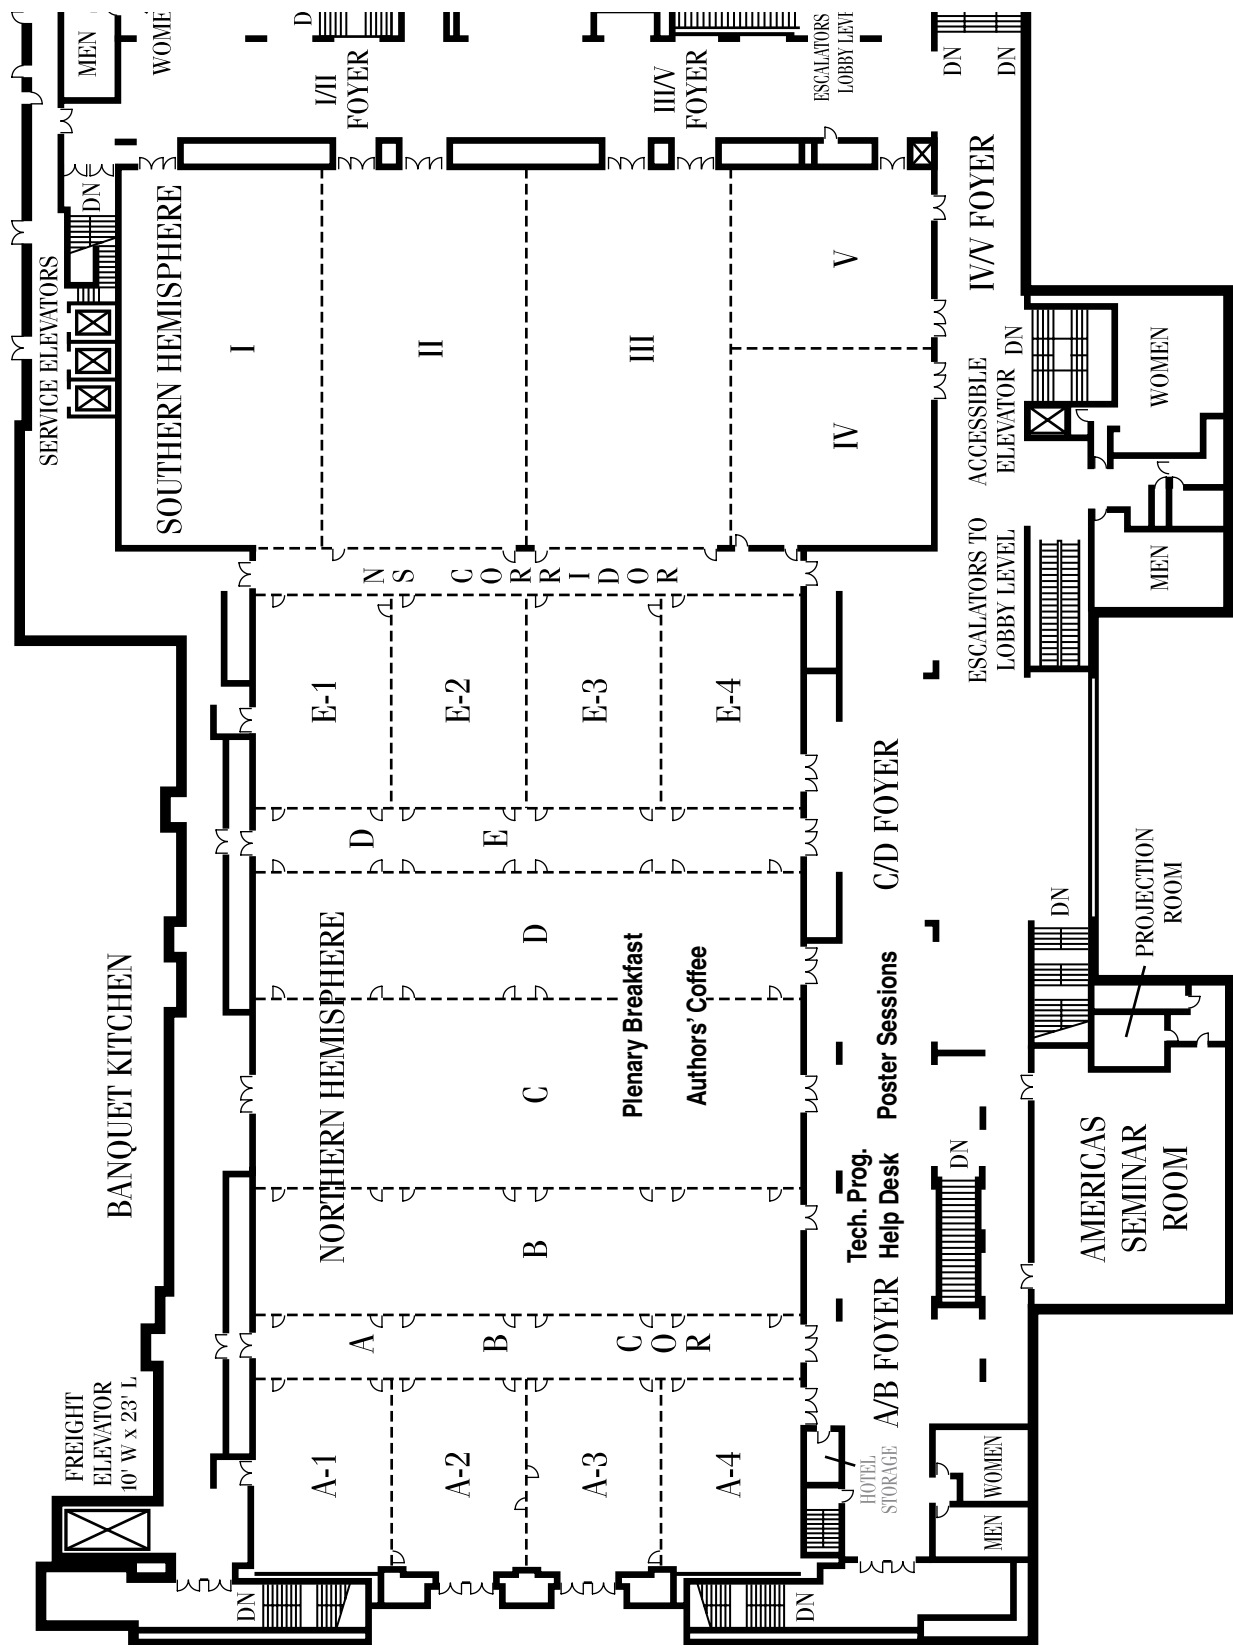 MEN
WOME
D
I/II
FOYER
III/V
FOYER
ESCALATORS
LOBBY LEVE
DN
DN
DN
SERVICE ELEVATORS
SOUTHERN HEMISPHERE
I
II
III
IV
V
IV/V FOYER
ACCESSIBLE
ELEVATOR
DN
WOMEN
MEN
ESCALATORS TO
LOBBY LEVEL
NS CORRIDOR
E-1
E-2
E-3
E-4
D E
C/D FOYER
BANQUET KITCHEN
NORTHERN HEMISPHERE
D
C
B
Plenary Breakfast
Authors' Coffee
Poster Sessions
Tech. Prog.
Help Desk
DN
PROJECTION
ROOM
DN
AMERICAS
SEMINAR
ROOM
A B COR
A/B FOYER
FREIGHT
ELEVATOR
10' W x 23' L
A-1
A-2
A-3
A-4
HOTEL
STORAGE
WOMEN
MEN
DN
DN